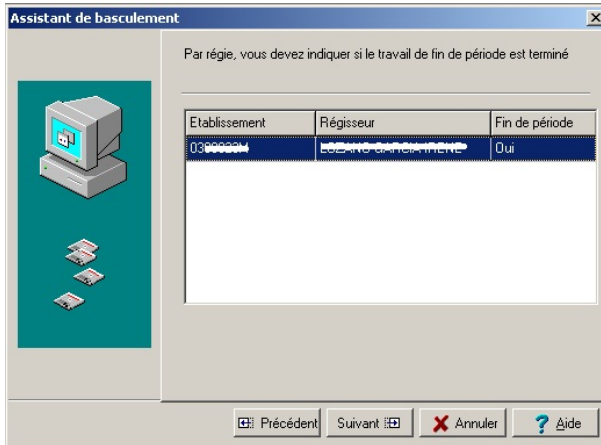 Assistant de basculement
Par régie, vous devez indiquer si le travail de fin de période est terminé
Etablissement Régisseur Fin de période
Oui
Précédent Suivant Annuler Aide